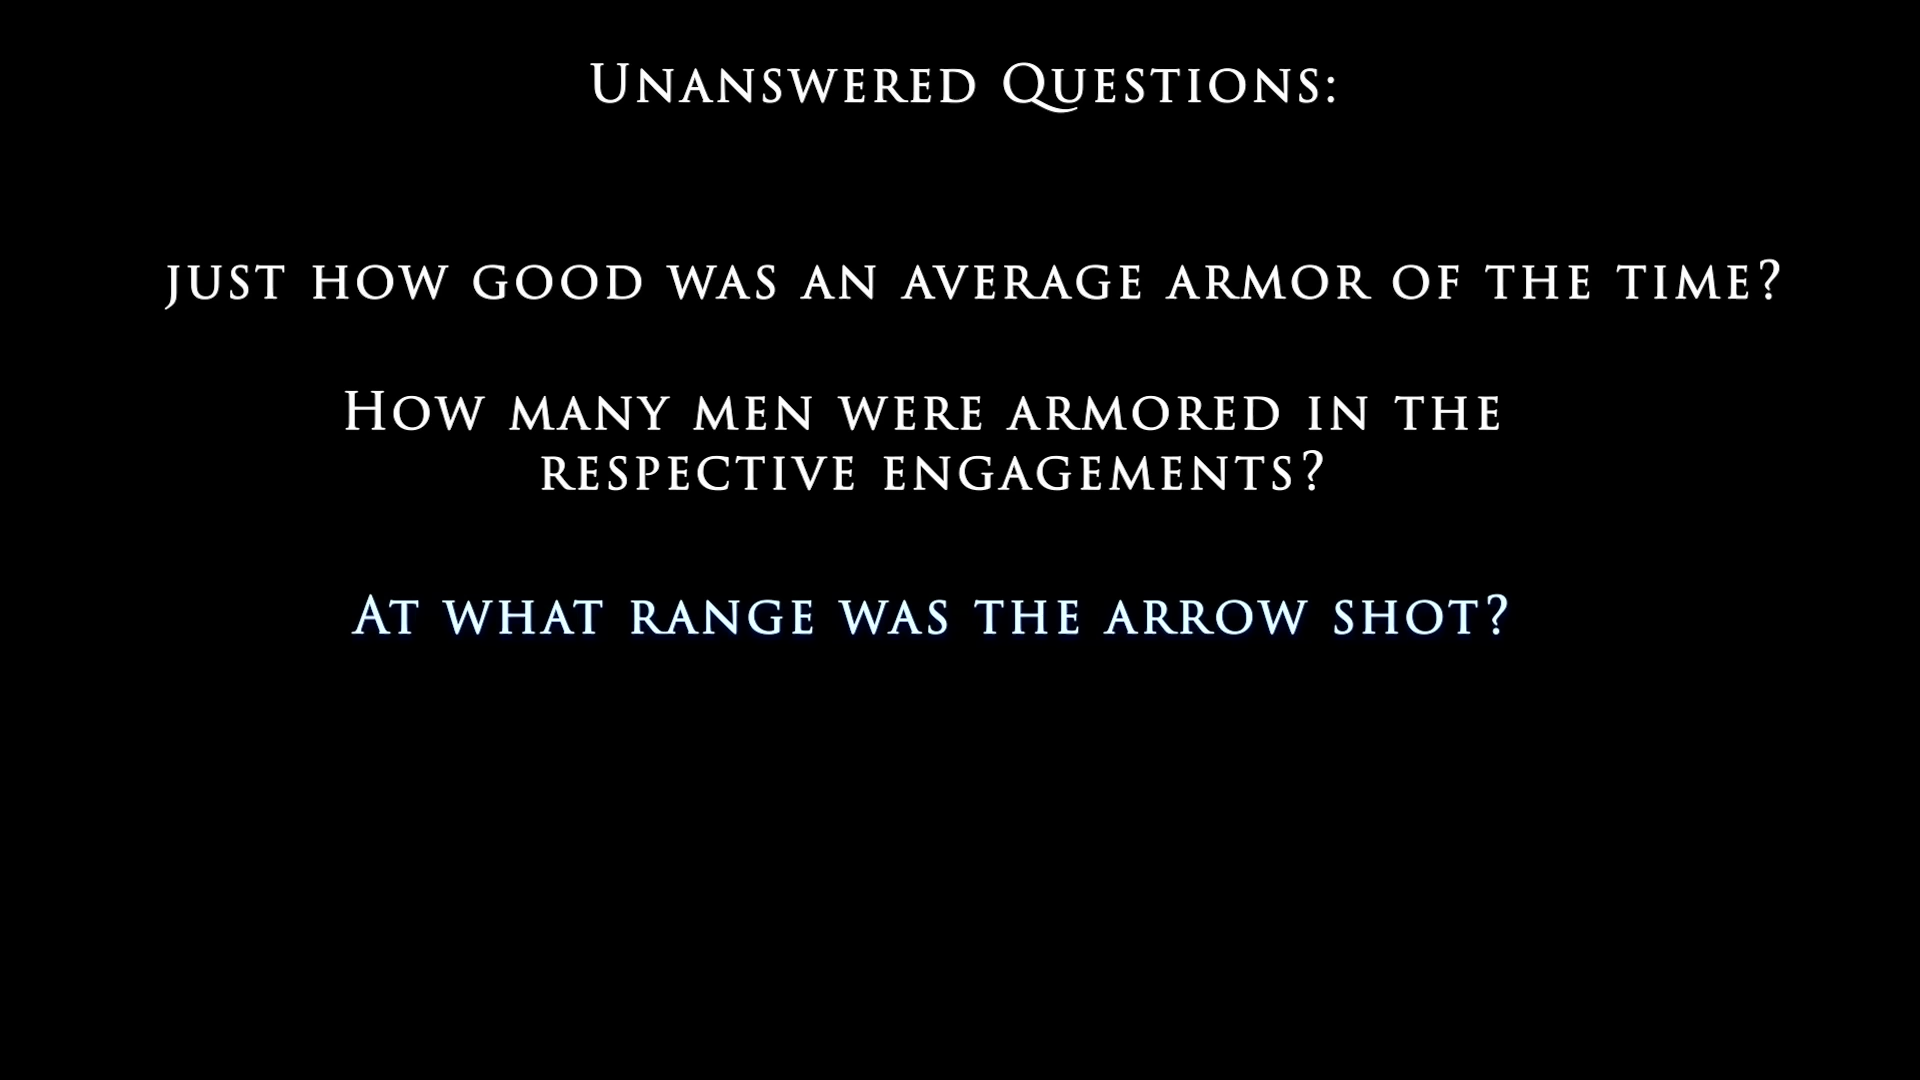 Unanswered Questions:
just how good was an average armor of the time?
How many men were armored in the
respective engagements?
At what range was the arrow shot?